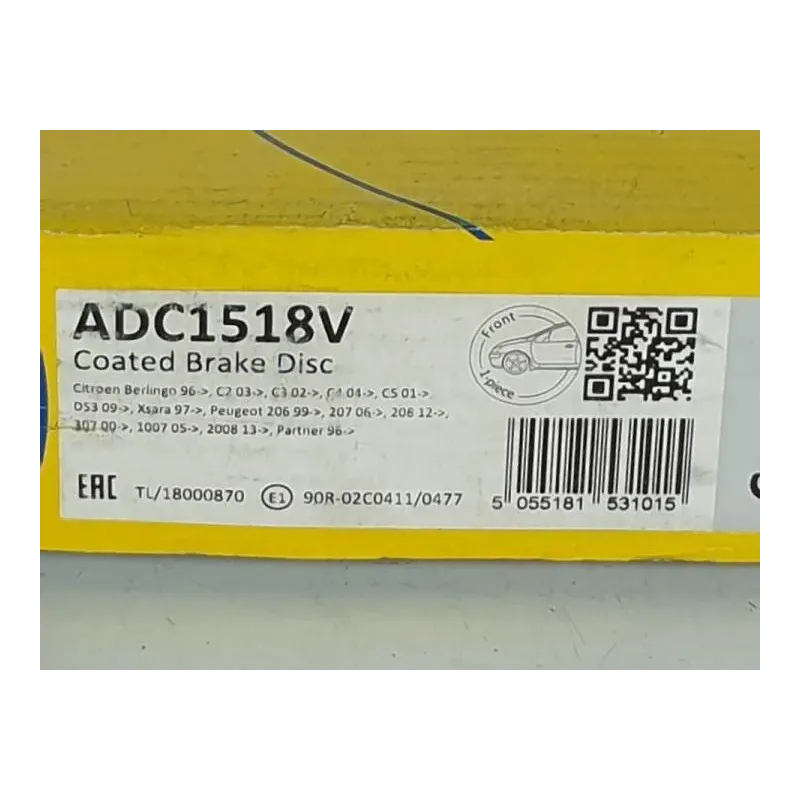 ADC1518V
Coated Brake Disc
Citroen Berlingo 96->, C2 03->, C3 02->, C4 04->, C5 01->
DS3 09->, Xsara 97->, Peugeot 206 99->, 207 06->, 208 12->,
307 00->, 1007 05->, 2008 13->, Partner 96->
Front
1-piece
EAC TL/18000870 E1 90R-02C0411/0477
5 055181 531015